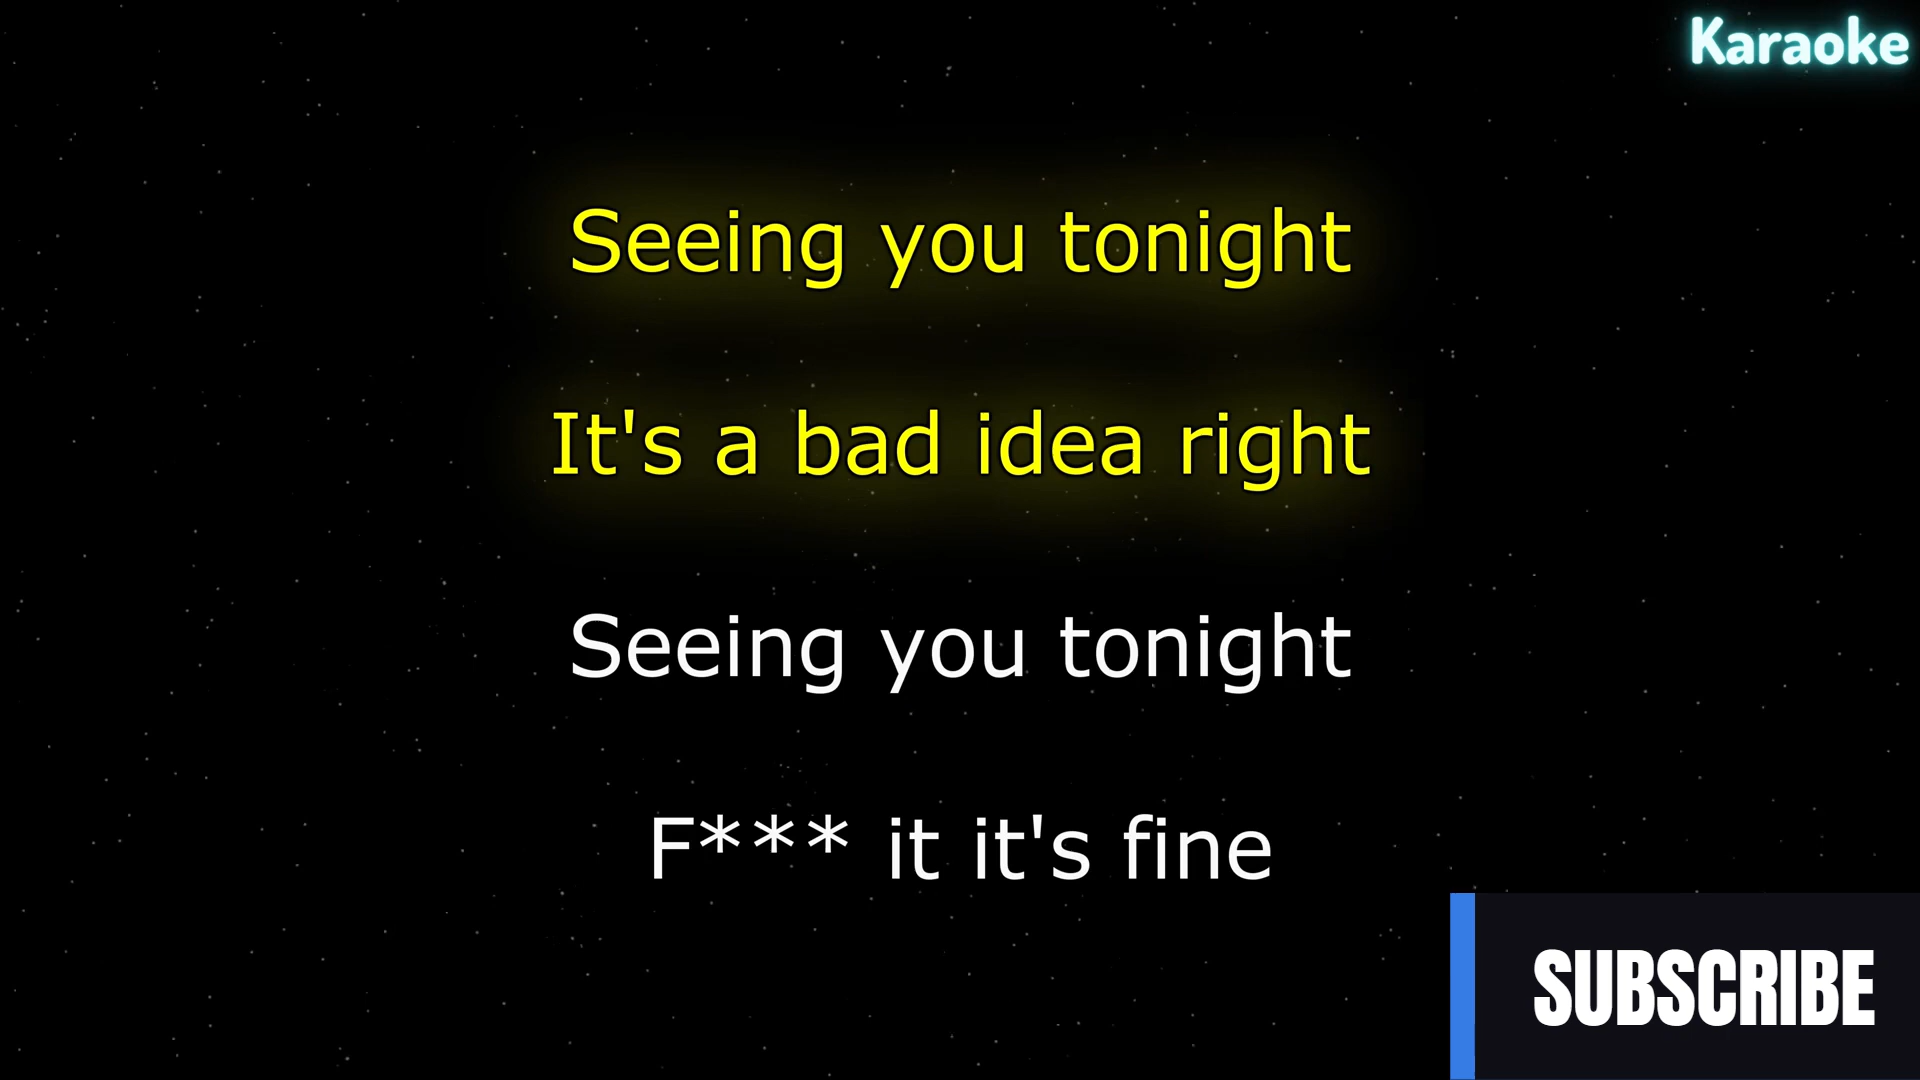 Karaoke
Seeing you tonight
It's a bad idea right
Seeing you tonight
F*** it it's fine
SUBSCRIBE